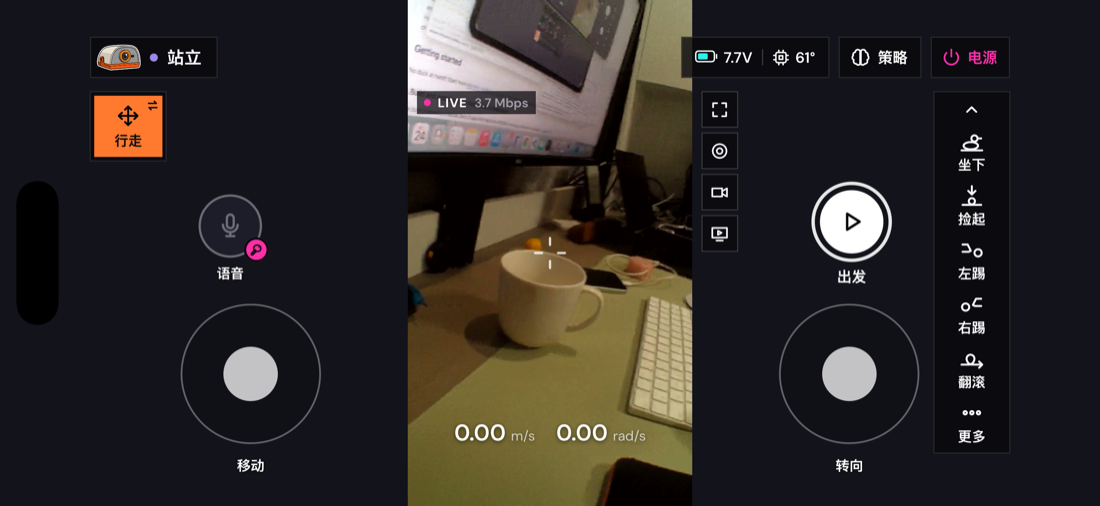 站立
7.7V
61°
策略
电源
行走
LIVE 3.7 Mbps
Getting started
24
语音
出发
坐下
捡起
左踢
右踢
翻滚
更多
0.00 m/s 0.00 rad/s
移动
转向